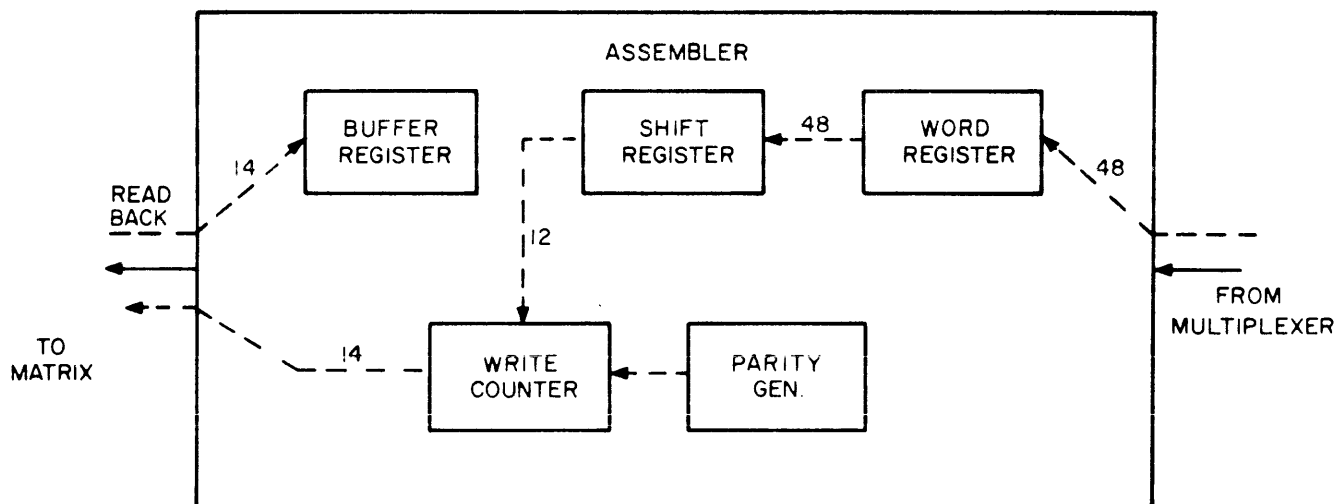 ASSEMBLER
BUFFER
REGISTER
SHIFT
REGISTER
48
WORD
REGISTER
48
14
READ
BACK
12
FROM
MULTIPLEXER
TO
MATRIX
14
WRITE
COUNTER
PARITY
GEN.